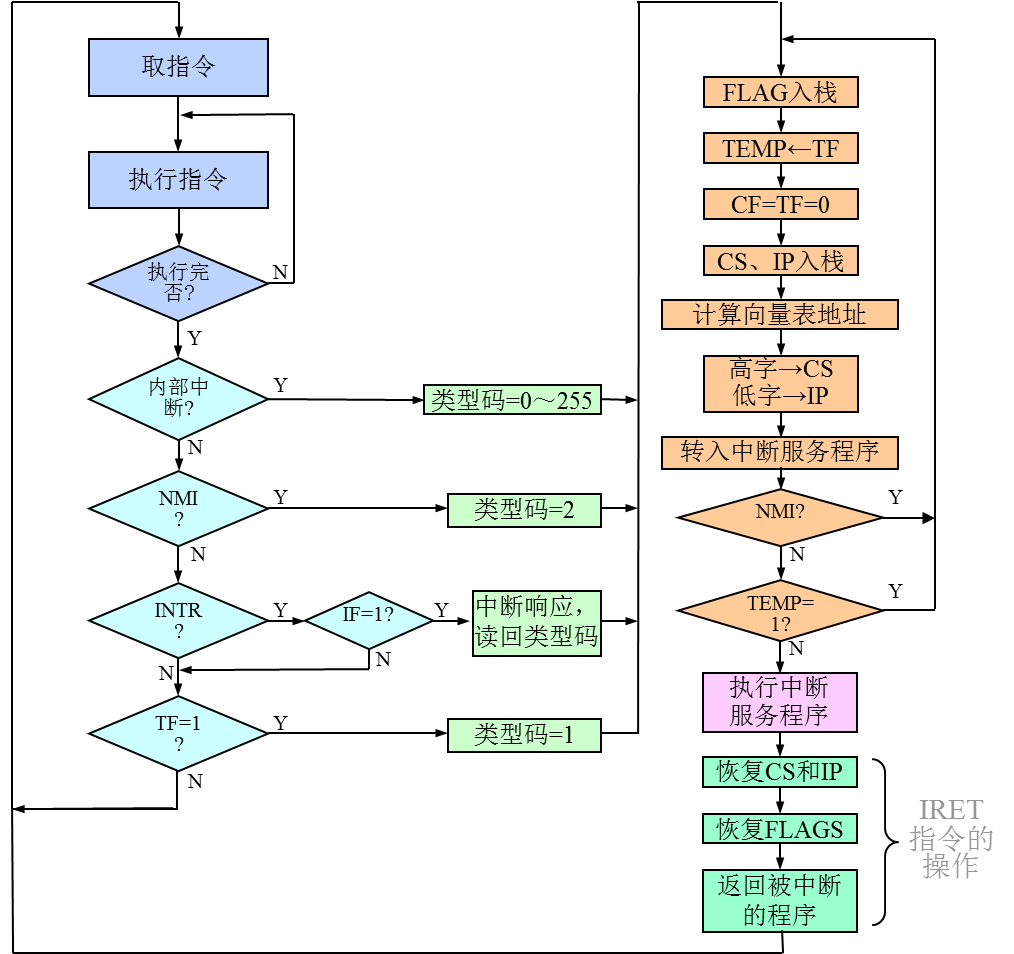 取指令
执行指令
执行完
否?
N
Y
内部中
断?
Y
类型码=0～255
N
NMI
?
Y
类型码=2
N
INTR
?
Y
IF=1?
Y
中断响应，
读回类型码
N
N
TF=1
?
Y
类型码=1
N
FLAG入栈
TEMP←TF
CF=TF=0
CS、IP入栈
计算向量表地址
高字→CS
低字→IP
转入中断服务程序
NMI?
Y
N
TEMP=
1?
Y
N
执行中断
服务程序
恢复CS和IP
恢复FLAGS
返回被中断
的程序
IRET
指令的
操作